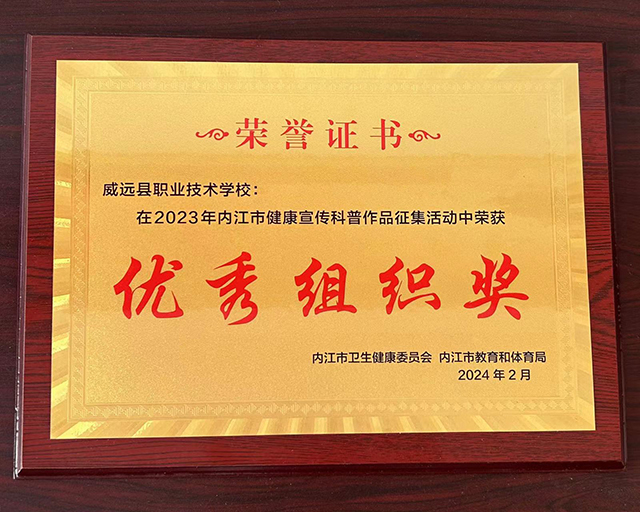 荣誉证书
威远县职业技术学校：
在2023年内江市健康宣传科普作品征集活动中荣获
优秀组织奖
内江市卫生健康委员会 内江市教育和体育局
2024年2月